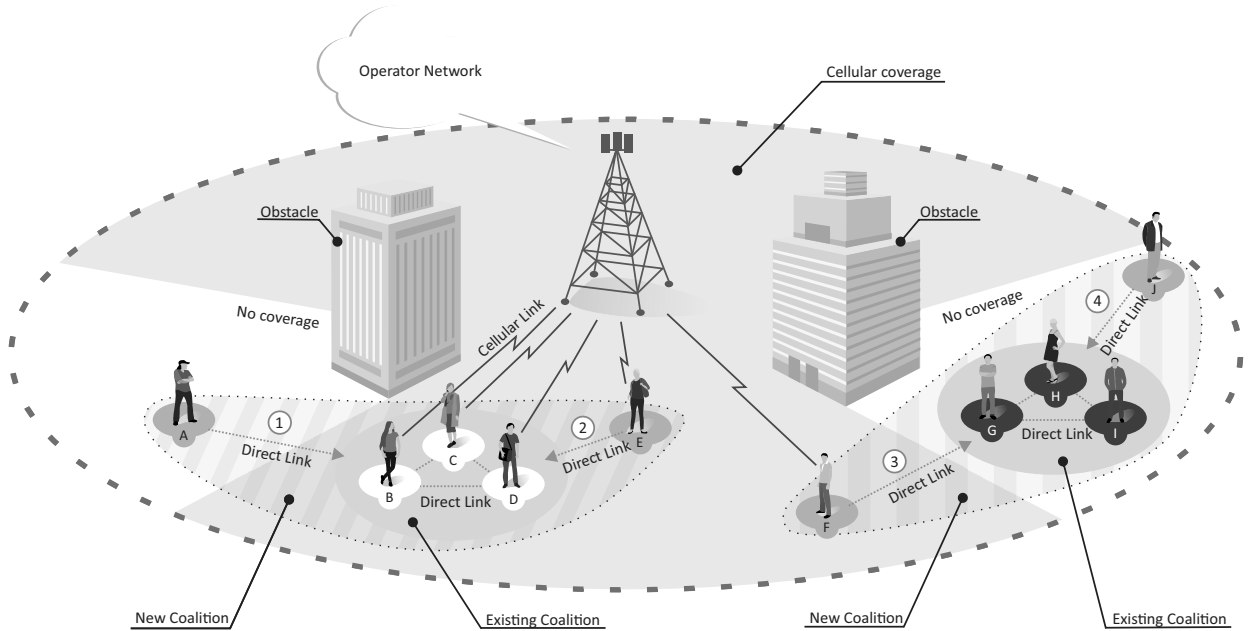 Operator Network
Cellular coverage
Obstacle
Obstacle
J
No coverage
No coverage
4
Cellular Link
Direct Link
H
A
1
2
E
G
I
Direct Link
Direct Link
Direct Link
C
3
B
D
Direct Link
Direct Link
F
New Coalition
Existing Coalition
New Coalition
Existing Coalition